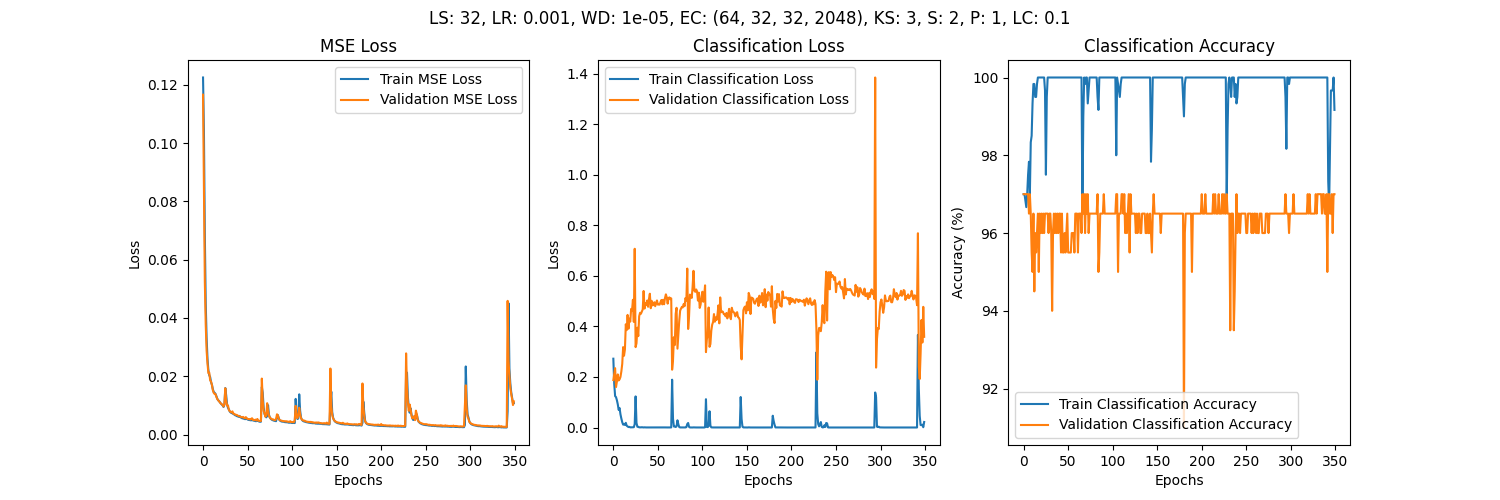 LS: 32, LR: 0.001, WD: 1e-05, EC: (64, 32, 32, 2048), KS: 3, S: 2, P: 1, LC: 0.1
MSE Loss
Train MSE Loss
Validation MSE Loss
Loss
0.12
0.10
0.08
0.06
0.04
0.02
0.00
0 50 100 150 200 250 300 350
Epochs
Classification Loss
Train Classification Loss
Validation Classification Loss
Loss
1.4
1.2
1.0
0.8
0.6
0.4
0.2
0.0
0 50 100 150 200 250 300 350
Epochs
Classification Accuracy
Accuracy (%)
100
98
96
94
92
Train Classification Accuracy
Validation Classification Accuracy
0 50 100 150 200 250 300 350
Epochs